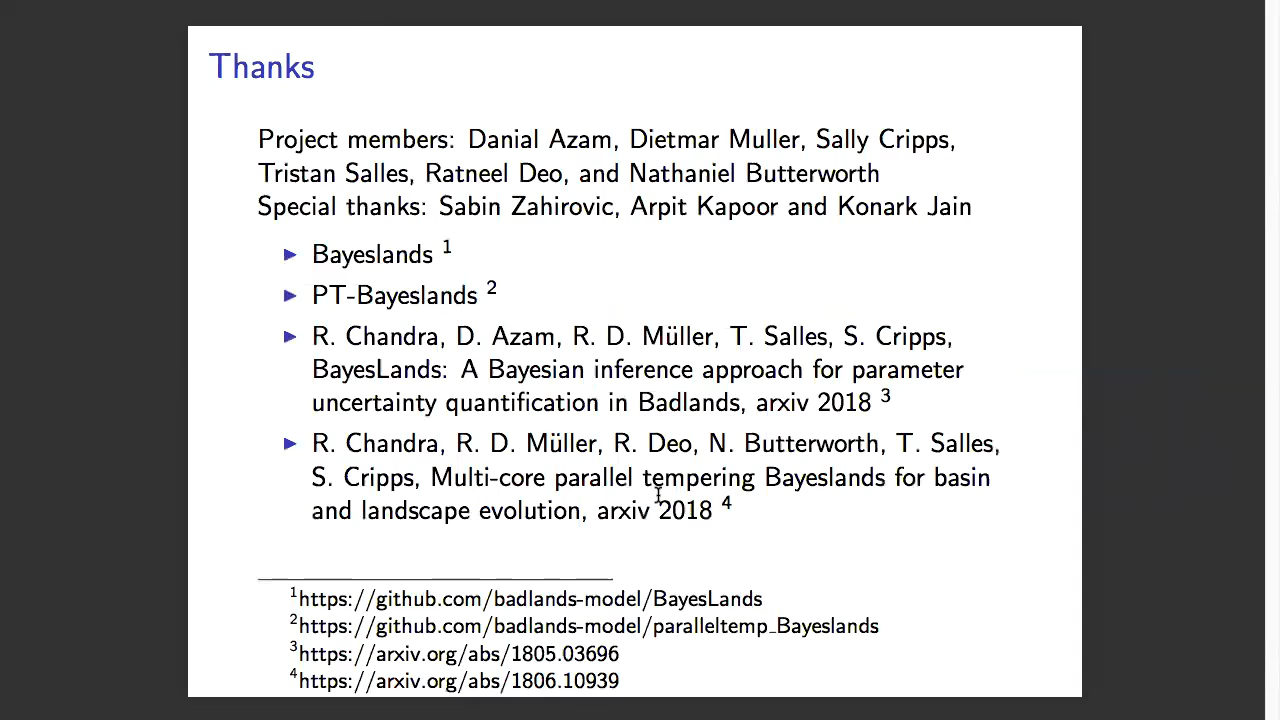 Thanks
Project members: Danial Azam, Dietmar Muller, Sally Cripps,
Tristan Salles, Ratneel Deo, and Nathaniel Butterworth
Special thanks: Sabin Zahirovic, Arpit Kapoor and Konark Jain
▶ Bayeslands ¹
▶ PT-Bayeslands ²
▶ R. Chandra, D. Azam, R. D. Müller, T. Salles, S. Cripps,
BayesLands: A Bayesian inference approach for parameter
uncertainty quantification in Badlands, arxiv 2018 ³
▶ R. Chandra, R. D. Müller, R. Deo, N. Butterworth, T. Salles,
S. Cripps, Multi-core parallel tempering Bayeslands for basin
and landscape evolution, arxiv 2018 ⁴
¹https://github.com/badlands-model/BayesLands
²https://github.com/badlands-model/paralleltemp_Bayeslands
³https://arxiv.org/abs/1805.03696
⁴https://arxiv.org/abs/1806.10939